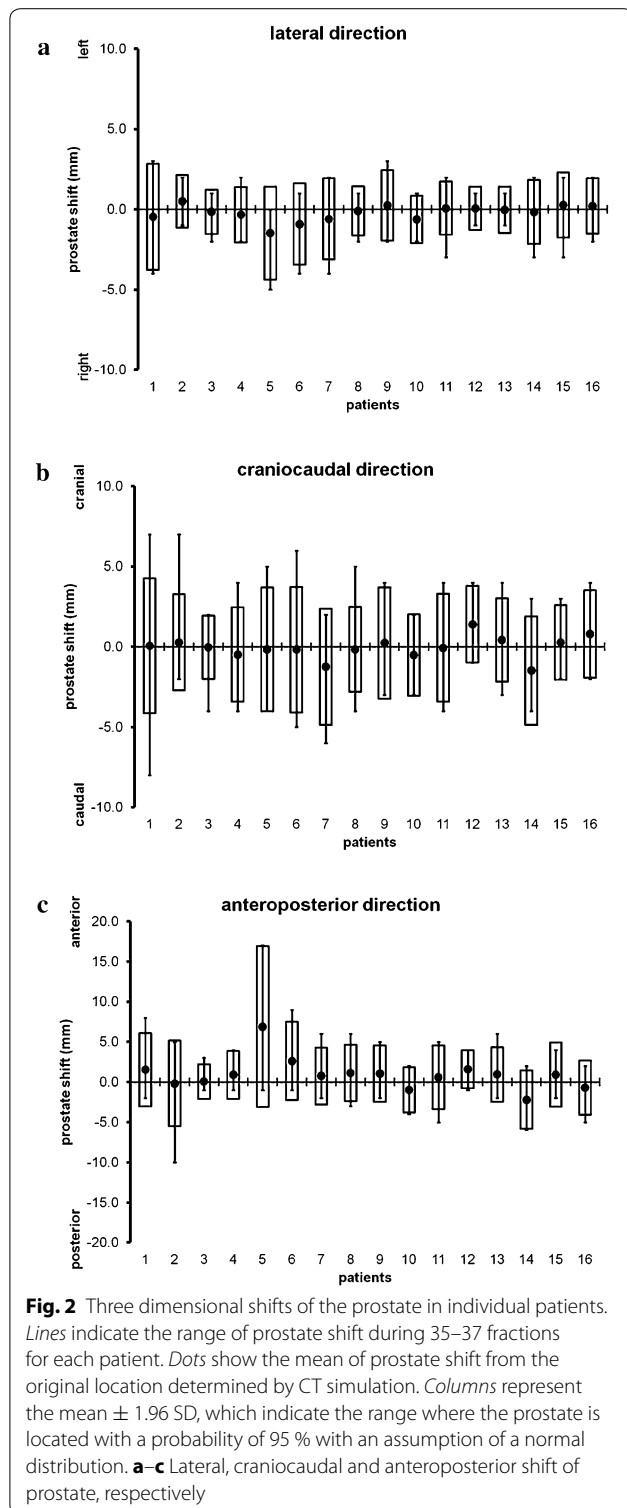 a
lateral direction
left
10.0
5.0
0.0
-5.0
-10.0
right
prostate shift (mm)
1 2 3 4 5 6 7 8 9 10 11 12 13 14 15 16
patients
b
craniocaudal direction
cranial
10.0
5.0
0.0
-5.0
-10.0
caudal
prostate shift (mm)
1 2 3 4 5 6 7 8 9 10 11 12 13 14 15 16
patients
c
anteroposterior direction
anterior
20.0
15.0
10.0
5.0
0.0
-5.0
-10.0
-15.0
-20.0
posterior
prostate shift (mm)
1 2 3 4 5 6 7 8 9 10 11 12 13 14 15 16
patients
Fig. 2 Three dimensional shifts of the prostate in individual patients.
Lines indicate the range of prostate shift during 35–37 fractions
for each patient. Dots show the mean of prostate shift from the
original location determined by CT simulation. Columns represent
the mean ± 1.96 SD, which indicate the range where the prostate is
located with a probability of 95 % with an assumption of a normal
distribution. a–c Lateral, craniocaudal and anteroposterior shift of
prostate, respectively